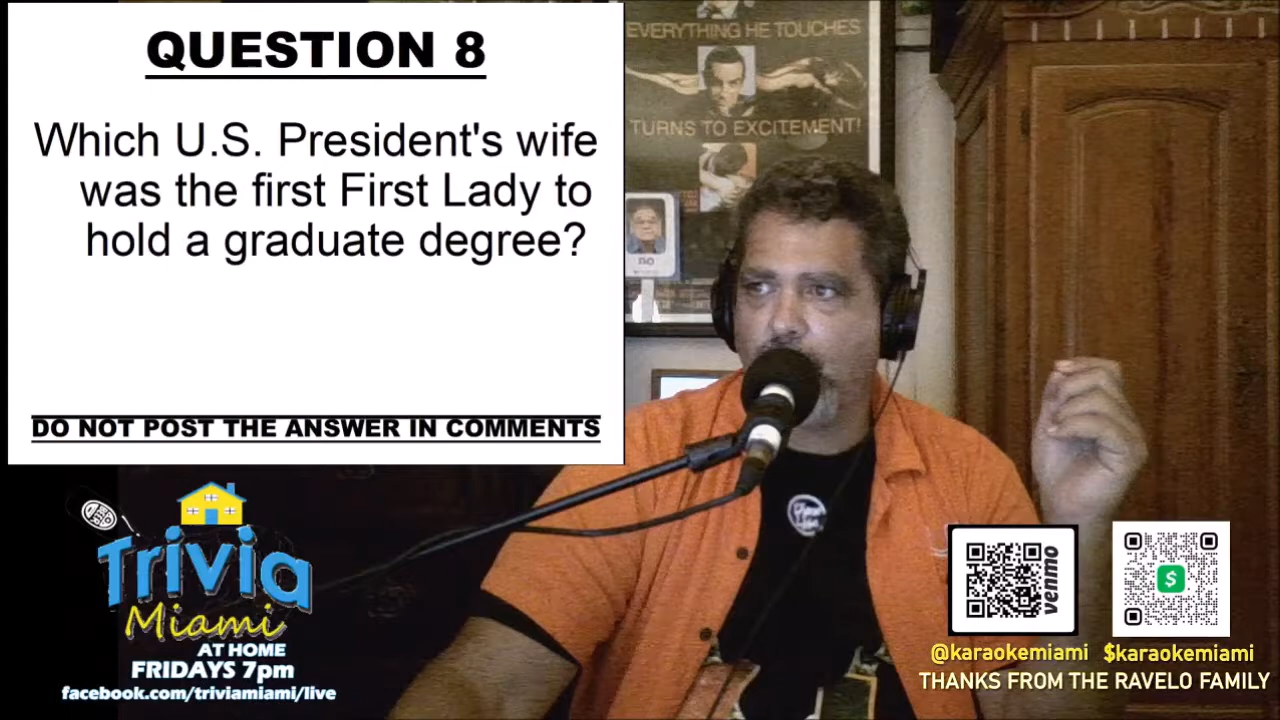 QUESTION 8
Which U.S. President's wife
was the first First Lady to
hold a graduate degree?
DO NOT POST THE ANSWER IN COMMENTS
EVERYTHING HE TOUCHES
TURNS TO EXCITEMENT!
Trivia
Miami
AT HOME
FRIDAYS 7pm
facebook.com/triviamiami/live
venmo
$
@karaokemiami
$karaokemiami
THANKS FROM THE RAVELO FAMILY